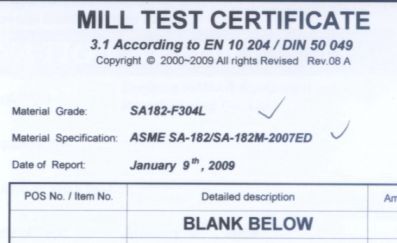 MILL TEST CERTIFICATE
3.1 According to EN 10 204 / DIN 50 049
Copyright © 2000~2009 All rights Revised Rev.08 A
Material Grade: SA182-F304L
Material Specification: ASME SA-182/SA-182M-2007ED
Date of Report: January 9th, 2009
POS No. / Item No. Detailed description
BLANK BELOW